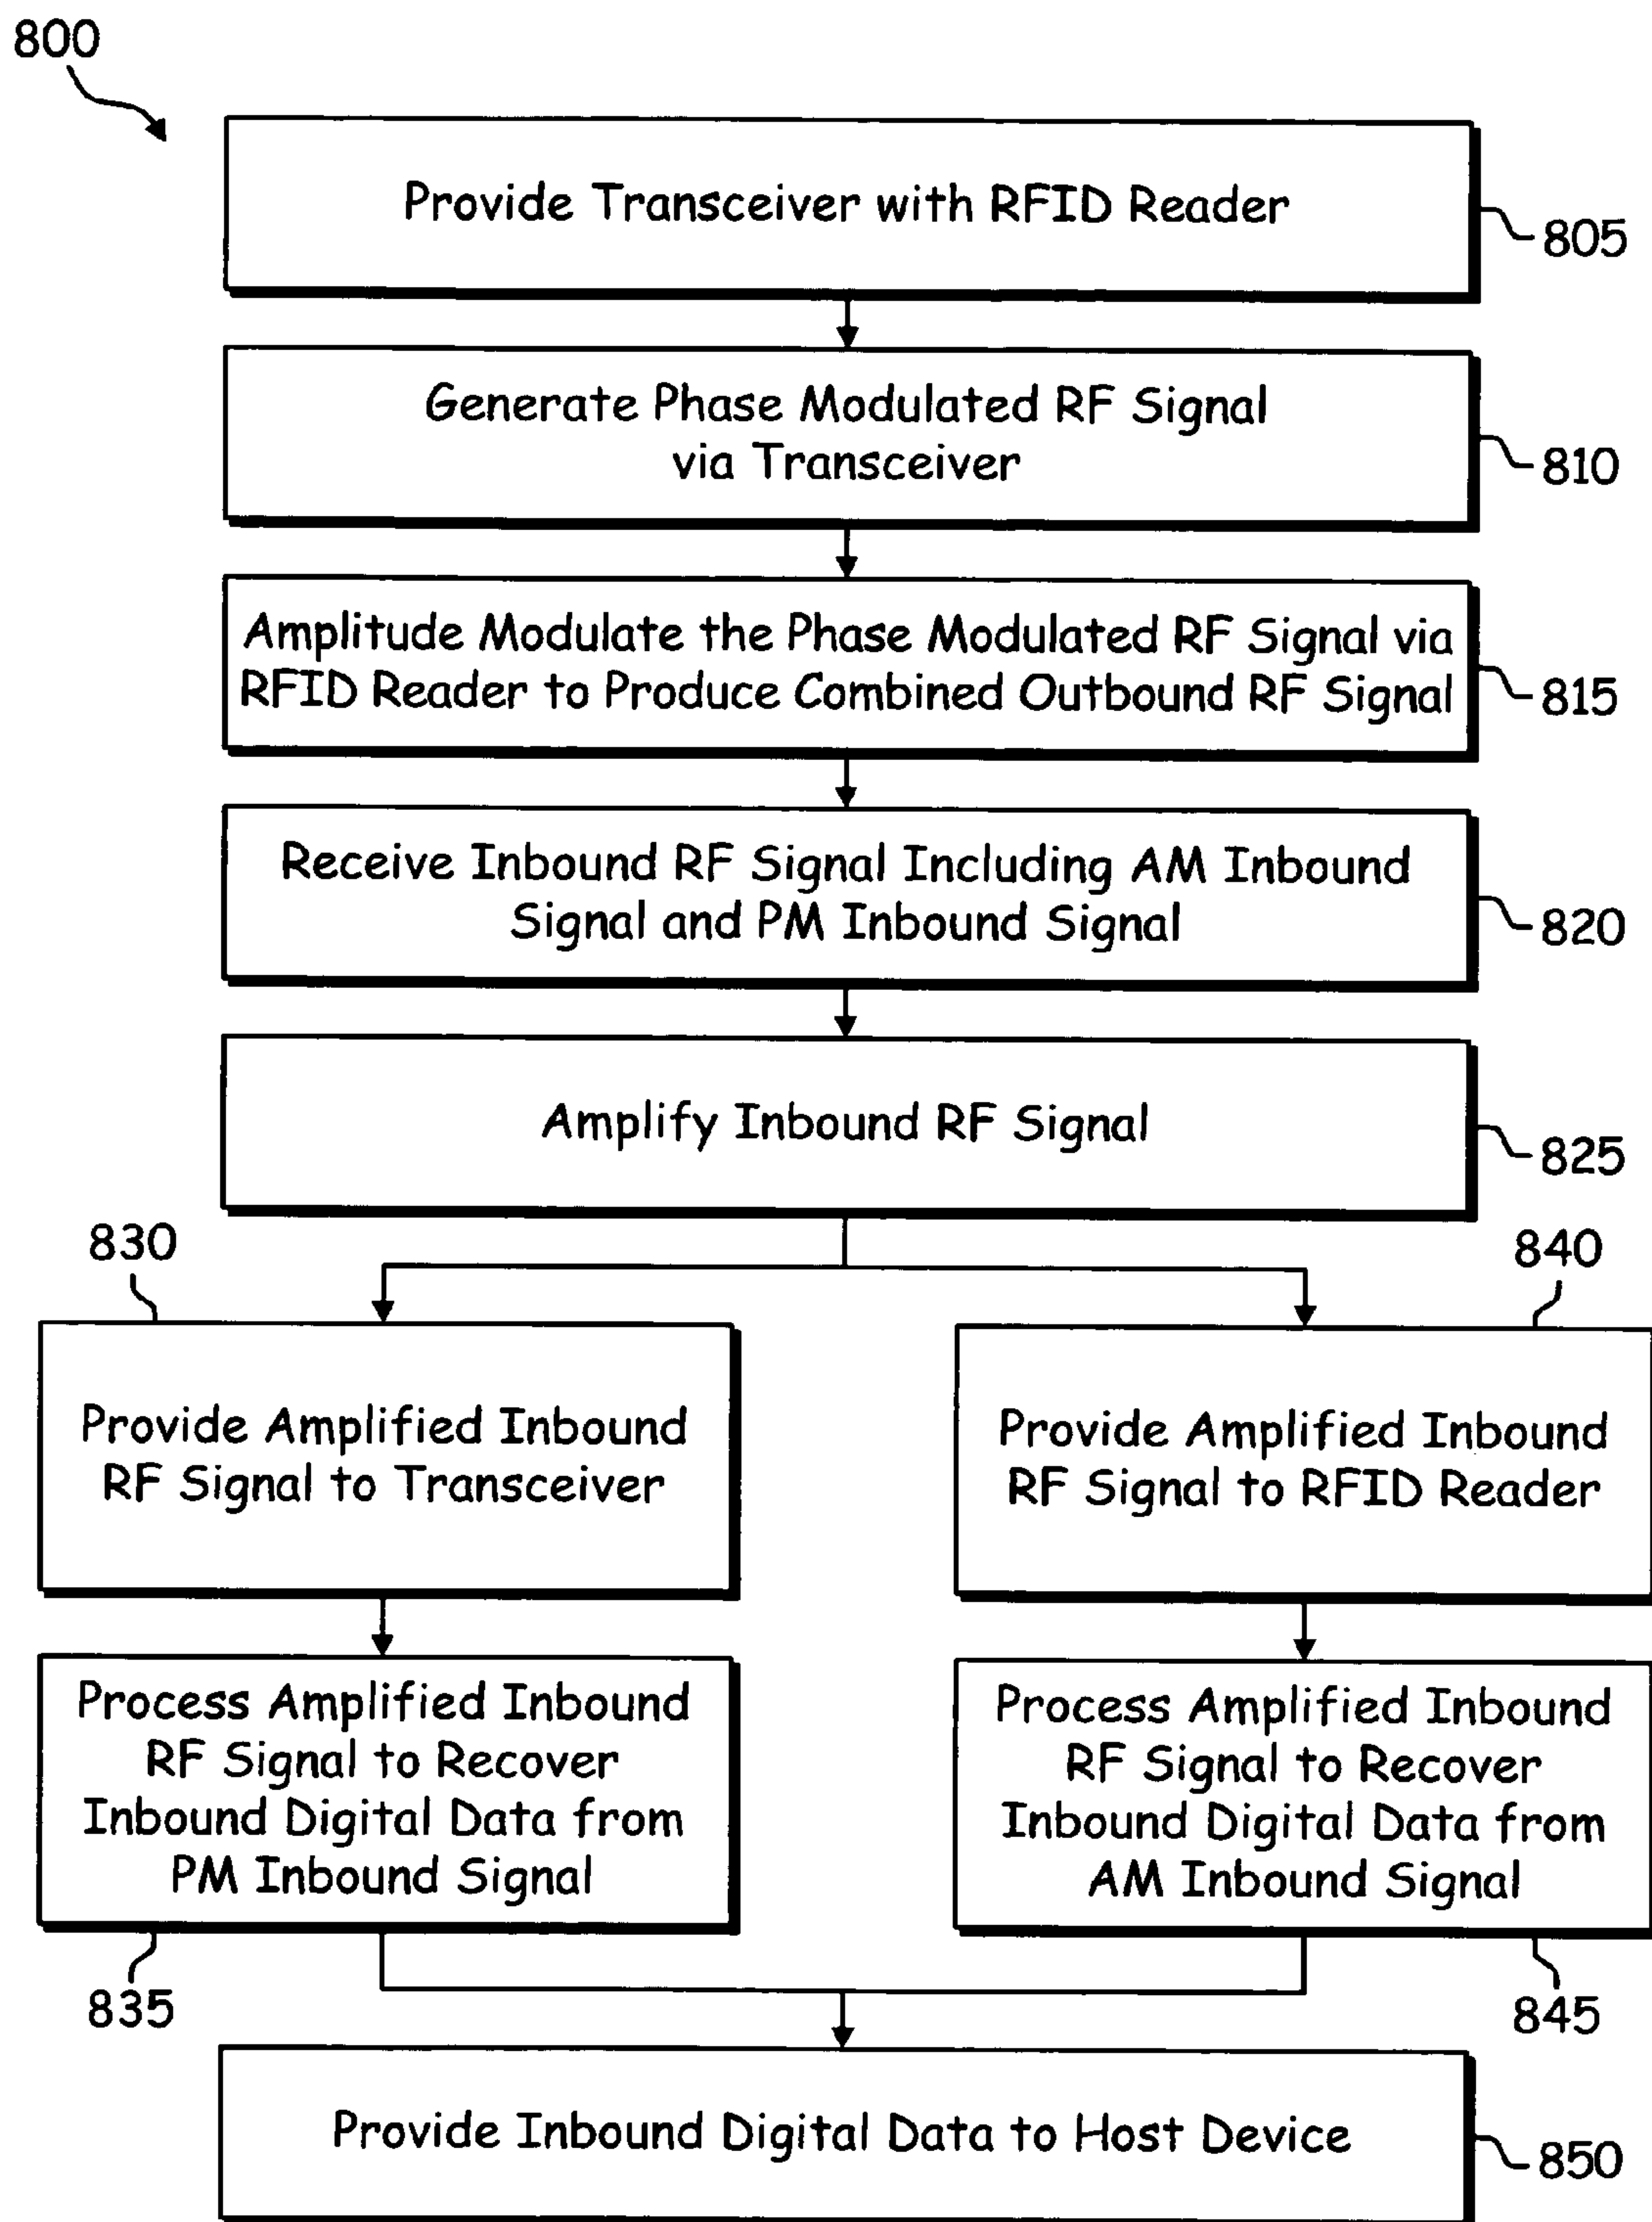 800
Provide Transceiver with RFID Reader
805
Generate Phase Modulated RF Signal
via Transceiver
810
Amplitude Modulate the Phase Modulated RF Signal via
RFID Reader to Produce Combined Outbound RF Signal
815
Receive Inbound RF Signal Including AM Inbound
Signal and PM Inbound Signal
820
Amplify Inbound RF Signal
825
830
Provide Amplified Inbound
RF Signal to Transceiver
840
Provide Amplified Inbound
RF Signal to RFID Reader
Process Amplified Inbound
RF Signal to Recover
Inbound Digital Data from
PM Inbound Signal
835
Process Amplified Inbound
RF Signal to Recover
Inbound Digital Data from
AM Inbound Signal
845
Provide Inbound Digital Data to Host Device
850